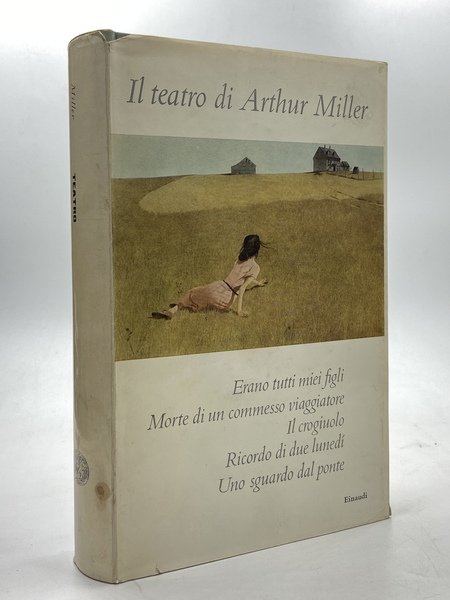 Il teatro di Arthur Miller
Erano tutti miei figli
Morte di un commesso viaggiatore
Il crogiuolo
Ricordo di due lunedí
Uno sguardo dal ponte
Einaudi
Miller
TEATRO